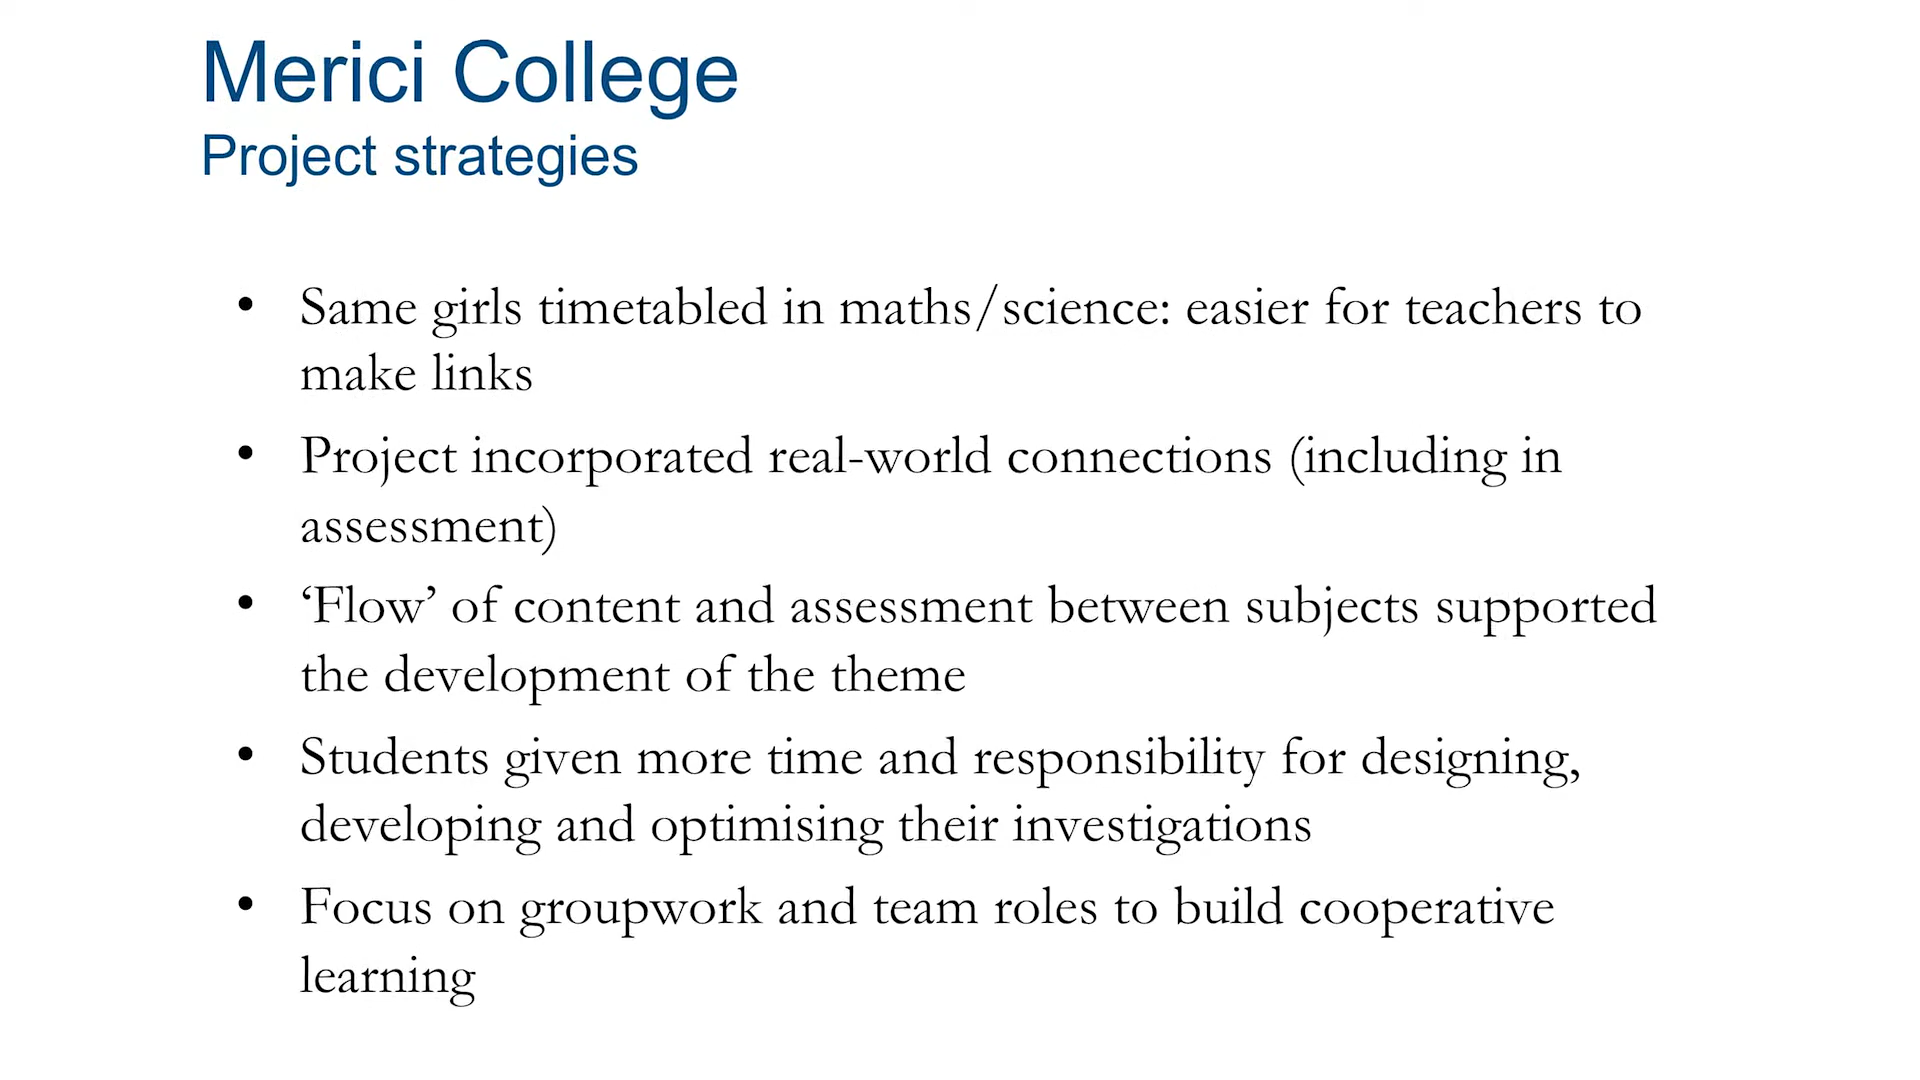 Merici College
Project strategies
• Same girls timetabled in maths/science: easier for teachers to
make links
• Project incorporated real-world connections (including in
assessment)
• ‘Flow’ of content and assessment between subjects supported
the development of the theme
• Students given more time and responsibility for designing,
developing and optimising their investigations
• Focus on groupwork and team roles to build cooperative
learning